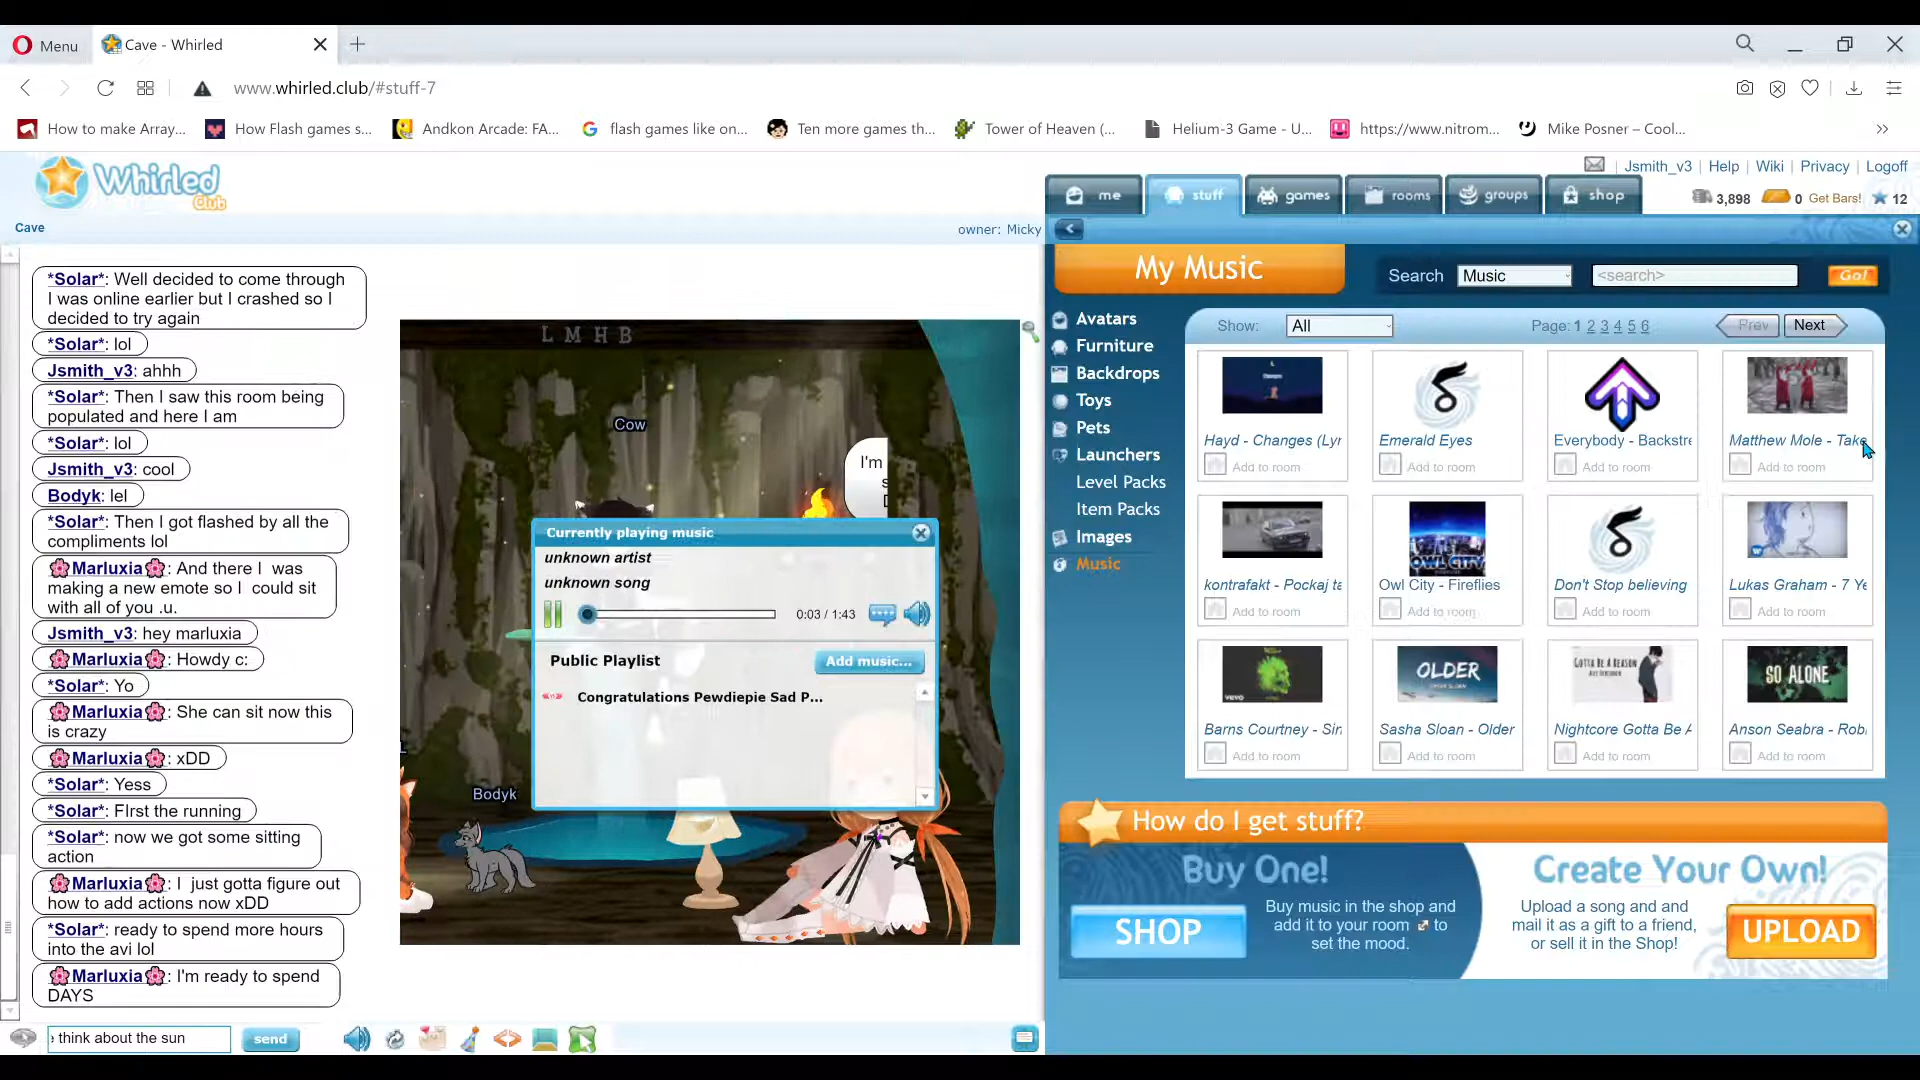 Menu
Cave - Whirled
www.whirled.club/#stuff-7
How to make Array...
How Flash games s...
Andkon Arcade: FA...
flash games like on...
Ten more games th...
Tower of Heaven (...
Helium-3 Game - U...
https://www.nitrom...
Mike Posner – Cool...
Whirled
Club
Jsmith_v3 | Help | Wiki | Privacy | Logoff
me
stuff
games
rooms
groups
shop
3,898
0 Get Bars!
12
Cave
owner: Micky
*Solar*: Well decided to come through
I was online earlier but I crashed so I
decided to try again
*Solar*: lol
Jsmith_v3: ahhh
*Solar*: Then I saw this room being
populated and here I am
*Solar*: lol
Jsmith_v3: cool
Bodyk: lel
*Solar*: Then I got flashed by all the
compliments lol
🌸Marluxia🌸: And there I was
making a new emote so I could sit
with all of you .u.
Jsmith_v3: hey marluxia
🌸Marluxia🌸: Howdy c:
*Solar*: Yo
🌸Marluxia🌸: She can sit now this
is crazy
🌸Marluxia🌸: xDD
*Solar*: Yess
*Solar*: FIrst the running
*Solar*: now we got some sitting
action
🌸Marluxia🌸: I just gotta figure out
how to add actions now xDD
*Solar*: ready to spend more hours
into the avi lol
🌸Marluxia🌸: I'm ready to spend
DAYS
think about the sun
send
L M H B
Cow
I'm
s
Bodyk
Currently playing music
unknown artist
unknown song
0:03 / 1:43
Public Playlist
Add music...
Congratulations Pewdiepie Sad P...
My Music
Search
Music
<search>
Go!
Avatars
Furniture
Backdrops
Toys
Pets
Launchers
Level Packs
Item Packs
Images
Music
Show:
All
Page: 1 2 3 4 5 6
Prev
Next
Hayd - Changes (Lyr
Add to room
Emerald Eyes
Add to room
Everybody - Backstre
Add to room
Matthew Mole - Take
Add to room
kontrafakt - Pockaj ta
Add to room
OWL CITY
Owl City - Fireflies
Add to room
Don't Stop believing
Add to room
Lukas Graham - 7 Ye
Add to room
vevo
Barns Courtney - Sin
Add to room
OLDER
Sasha Sloan - Older
Add to room
GOTTA BE A REASON
Nightcore Gotta Be A
Add to room
SO ALONE
Anson Seabra - Rob
Add to room
How do I get stuff?
Buy One!
SHOP
Buy music in the shop and
add it to your room to
set the mood.
Create Your Own!
Upload a song and and
mail it as a gift to a friend,
or sell it in the Shop!
UPLOAD